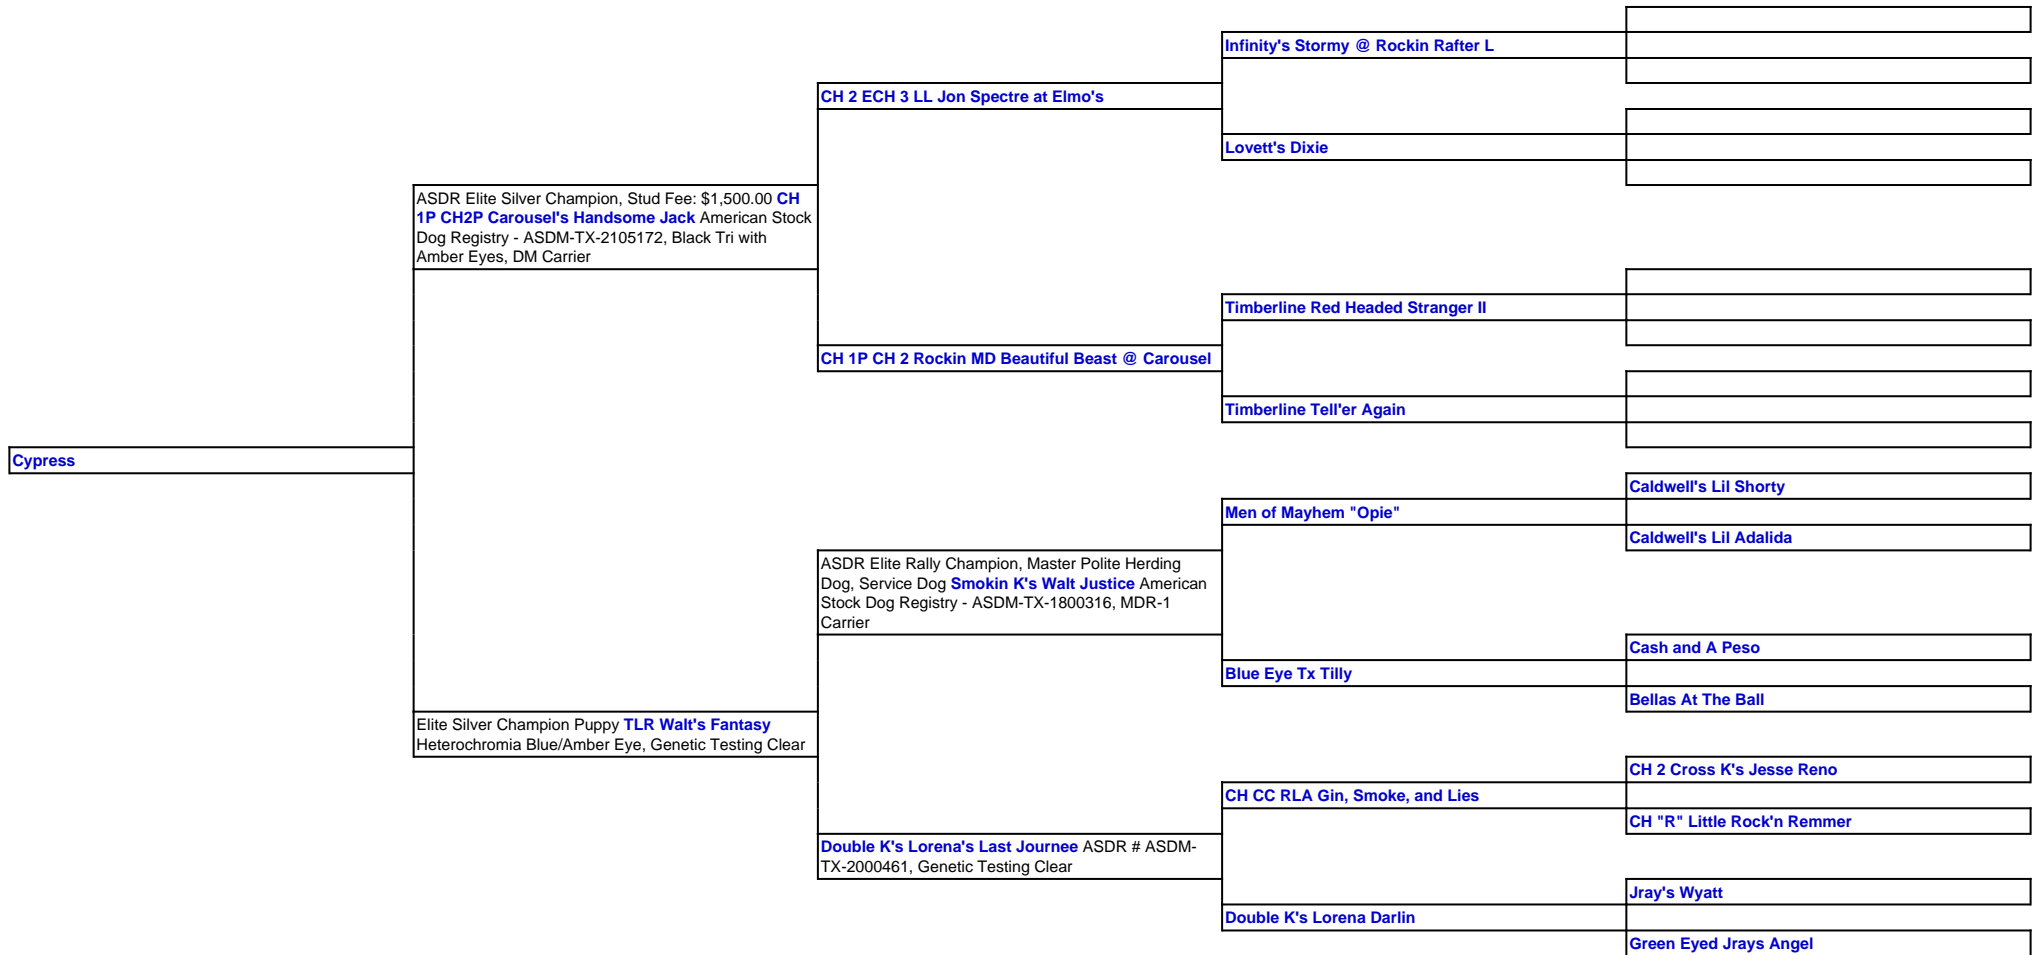 Infinity's Stormy @ Rockin Rafter L
CH 2 ECH 3 LL Jon Spectre at Elmo's
Lovett's Dixie
ASDR Elite Silver Champion, Stud Fee: $1,500.00 CH
1P CH2P Carousel's Handsome Jack American Stock
Dog Registry - ASDM-TX-2105172, Black Tri with
Amber Eyes, DM Carrier
Timberline Red Headed Stranger II
CH 1P CH 2 Rockin MD Beautiful Beast @ Carousel
Timberline Tell'er Again
Cypress
Caldwell's Lil Shorty
Men of Mayhem "Opie"
Caldwell's Lil Adalida
ASDR Elite Rally Champion, Master Polite Herding
Dog, Service Dog Smokin K's Walt Justice American
Stock Dog Registry - ASDM-TX-1800316, MDR-1
Carrier
Cash and A Peso
Blue Eye Tx Tilly
Bellas At The Ball
Elite Silver Champion Puppy TLR Walt's Fantasy
Heterochromia Blue/Amber Eye, Genetic Testing Clear
CH 2 Cross K's Jesse Reno
CH CC RLA Gin, Smoke, and Lies
CH "R" Little Rock'n Remmer
Double K's Lorena's Last Journee ASDR # ASDM-
TX-2000461, Genetic Testing Clear
Jray's Wyatt
Double K's Lorena Darlin
Green Eyed Jrays Angel